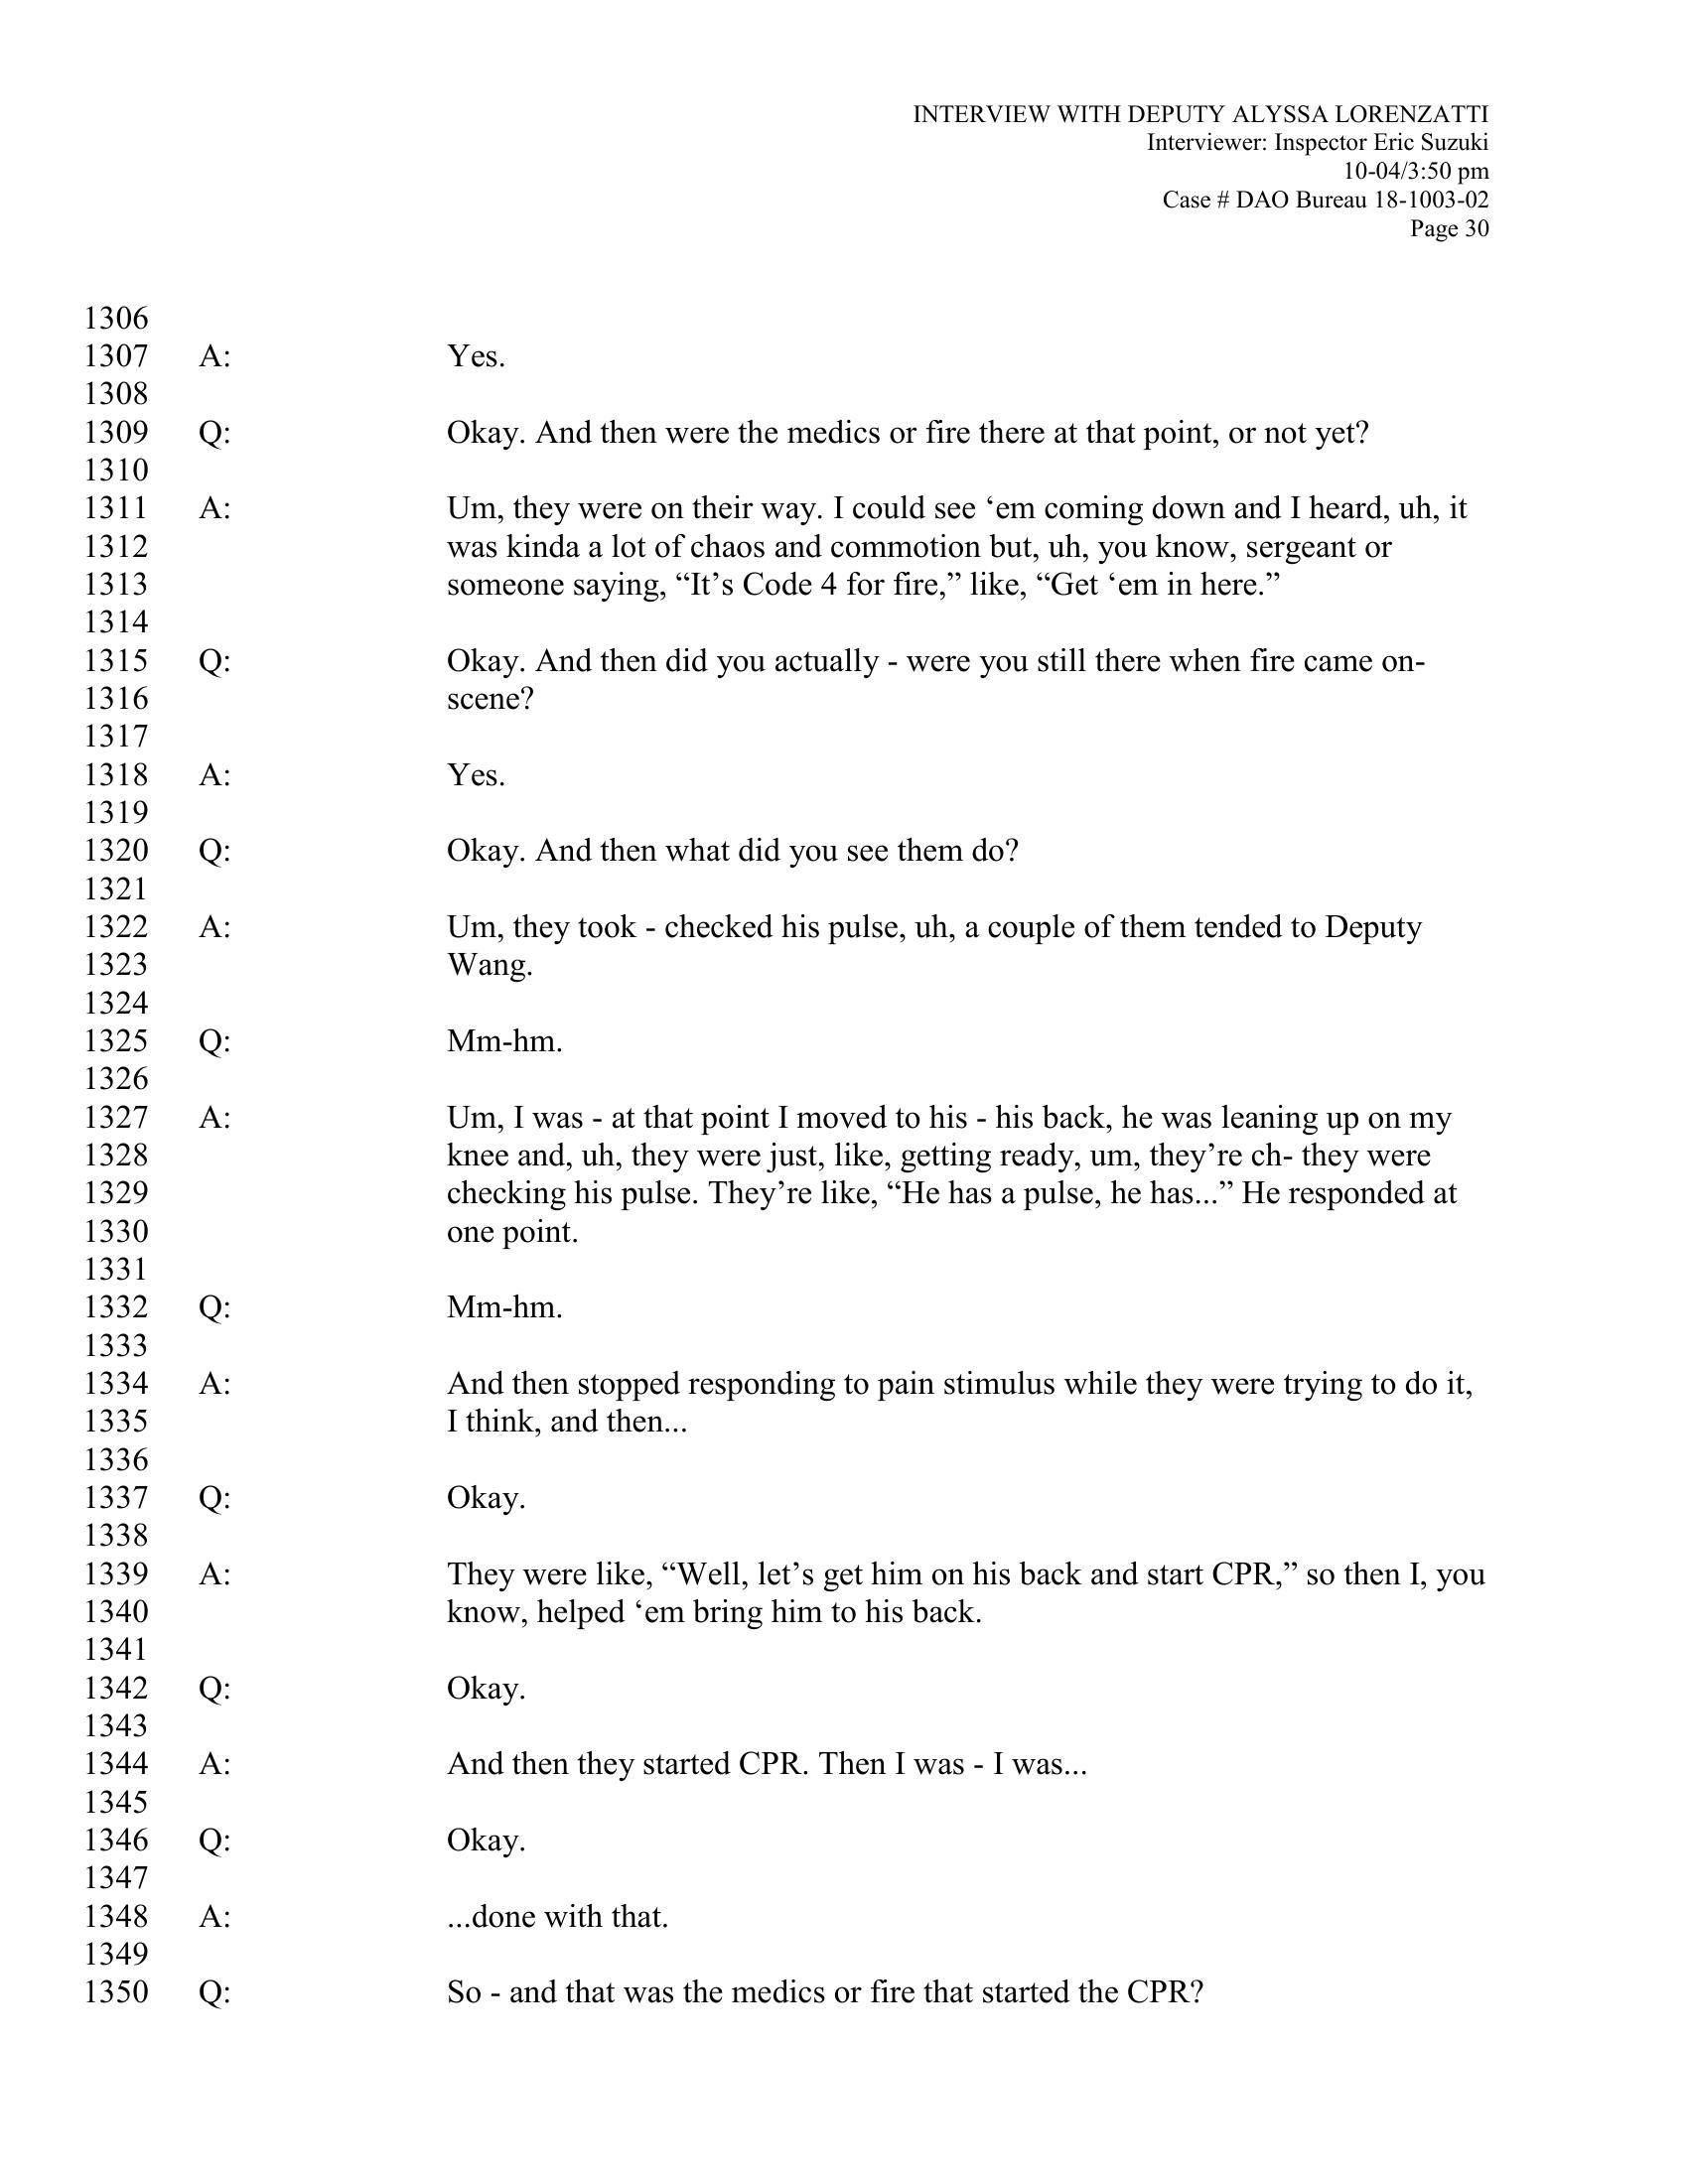 INTERVIEW WITH DEPUTY ALYSSA LORENZATTI
Interviewer: Inspector Eric Suzuki
10-04/3:50 pm
Case # DAO Bureau 18-1003-02
Page 30
1306
1307 A: Yes.
1308
1309 Q: Okay. And then were the medics or fire there at that point, or not yet?
1310
1311 A: Um, they were on their way. I could see ‘em coming down and I heard, uh, it
1312 was kinda a lot of chaos and commotion but, uh, you know, sergeant or
1313 someone saying, “It’s Code 4 for fire,” like, “Get ‘em in here.”
1314
1315 Q: Okay. And then did you actually - were you still there when fire came on-
1316 scene?
1317
1318 A: Yes.
1319
1320 Q: Okay. And then what did you see them do?
1321
1322 A: Um, they took - checked his pulse, uh, a couple of them tended to Deputy
1323 Wang.
1324
1325 Q: Mm-hm.
1326
1327 A: Um, I was - at that point I moved to his - his back, he was leaning up on my
1328 knee and, uh, they were just, like, getting ready, um, they’re ch- they were
1329 checking his pulse. They’re like, “He has a pulse, he has...” He responded at
1330 one point.
1331
1332 Q: Mm-hm.
1333
1334 A: And then stopped responding to pain stimulus while they were trying to do it,
1335 I think, and then...
1336
1337 Q: Okay.
1338
1339 A: They were like, “Well, let’s get him on his back and start CPR,” so then I, you
1340 know, helped ‘em bring him to his back.
1341
1342 Q: Okay.
1343
1344 A: And then they started CPR. Then I was - I was...
1345
1346 Q: Okay.
1347
1348 A: ...done with that.
1349
1350 Q: So - and that was the medics or fire that started the CPR?